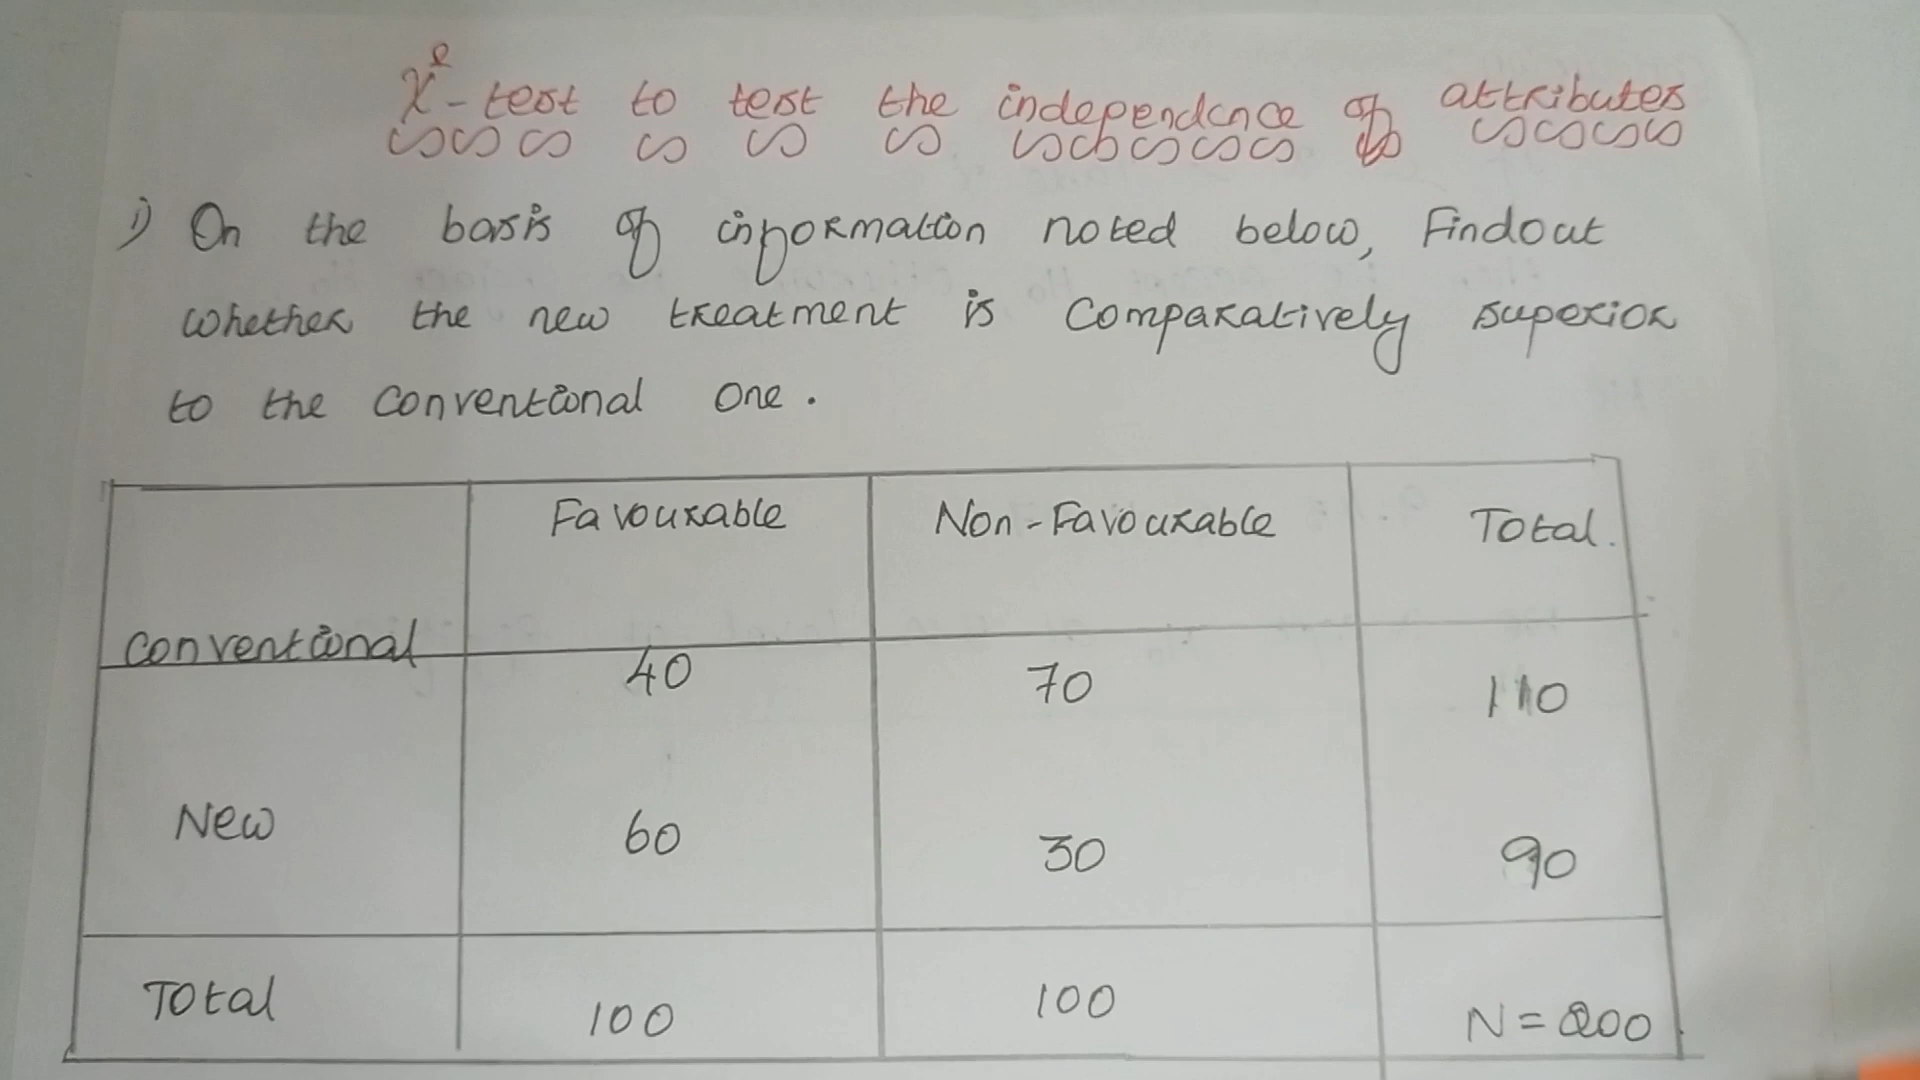 χ²-test to test the independence of attributes
1) On the basis of information noted below, Findout
whether the new treatment is comparatively superior
to the conventional one.
Favourable Non-Favourable Total.
conventional 40 70 110
New 60 30 90
Total 100 100 N=200